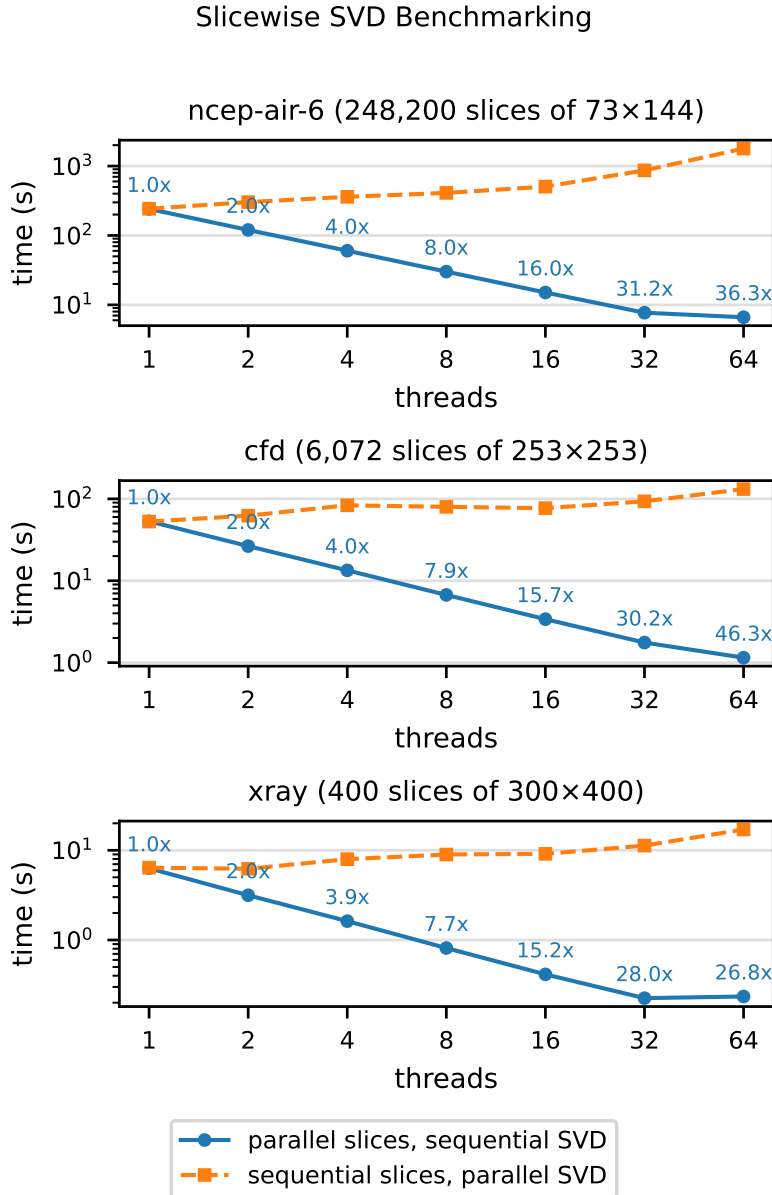 Slicewise SVD Benchmarking
ncep-air-6 (248,200 slices of 73×144)
time (s)
10³
10²
10¹
1.0x
2.0x
4.0x
8.0x
16.0x
31.2x
36.3x
1 2 4 8 16 32 64
threads
cfd (6,072 slices of 253×253)
time (s)
10²
10¹
10⁰
1.0x
2.0x
4.0x
7.9x
15.7x
30.2x
46.3x
1 2 4 8 16 32 64
threads
xray (400 slices of 300×400)
time (s)
10¹
10⁰
1.0x
2.0x
3.9x
7.7x
15.2x
28.0x
26.8x
1 2 4 8 16 32 64
threads
parallel slices, sequential SVD
sequential slices, parallel SVD